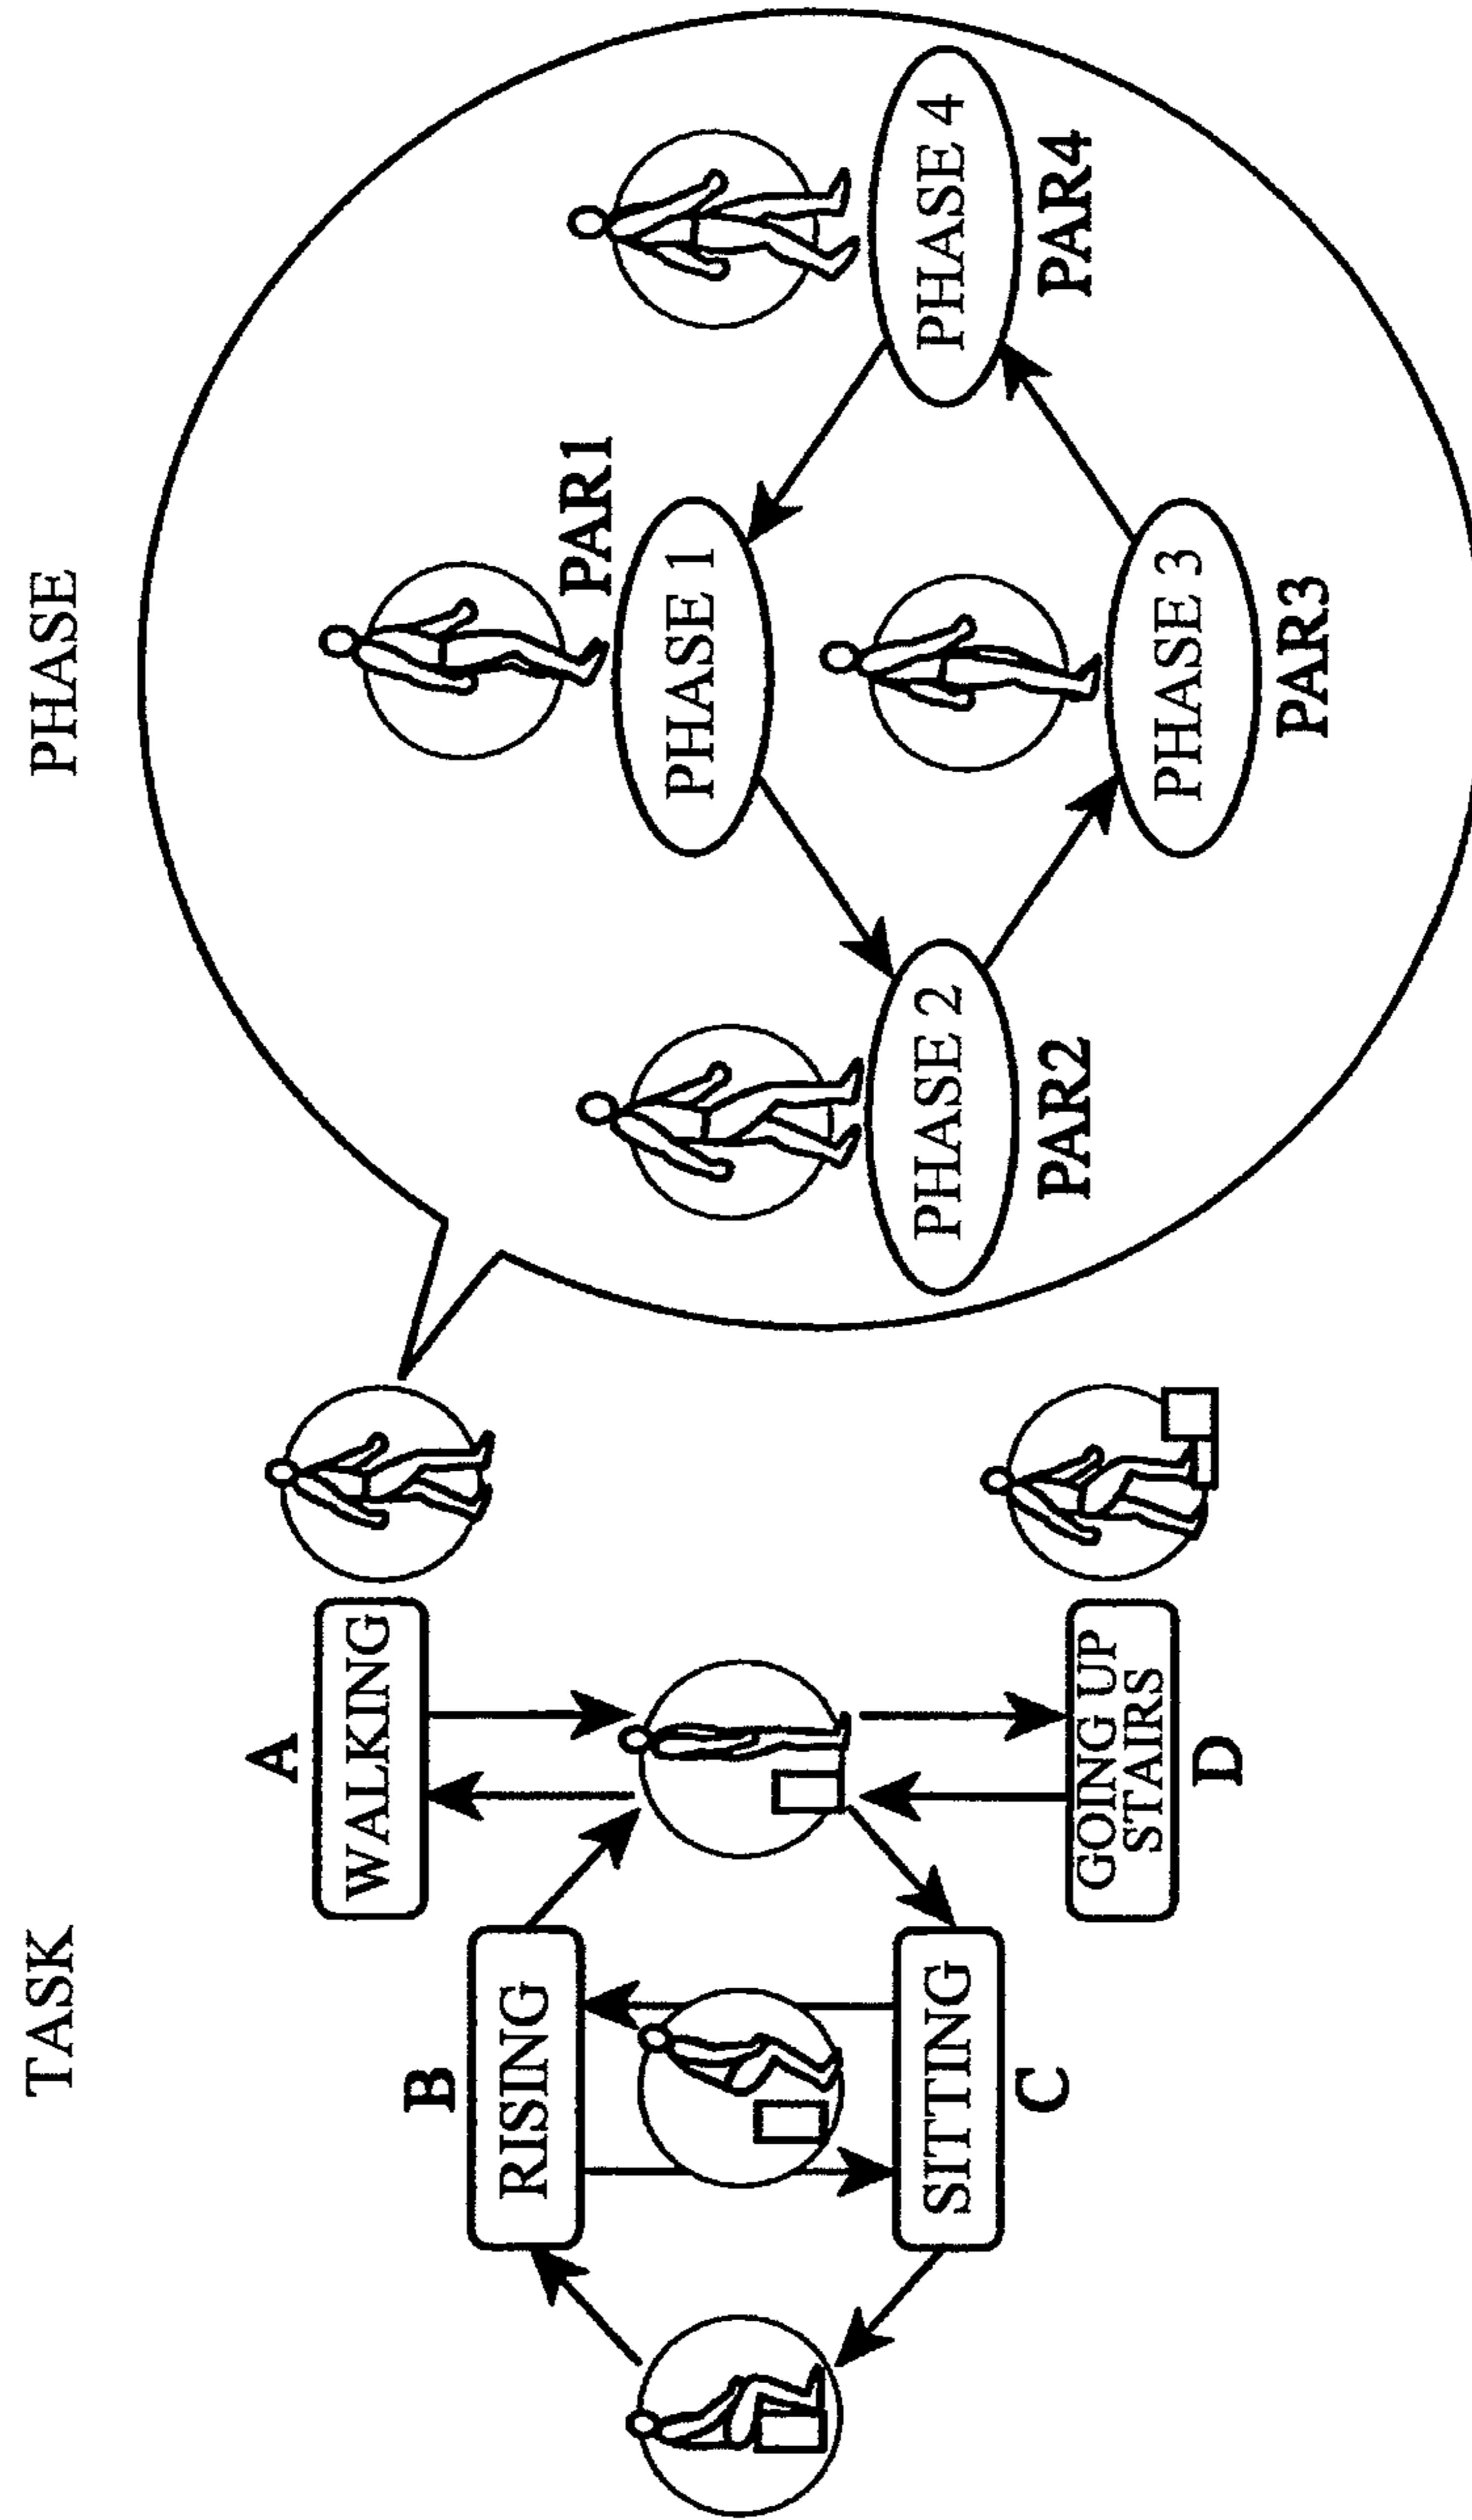 TASK
PHASE
A
WALKING
B
RISING
SITTING
C
GOING UP
STAIRS
D
PAR1
PHASE 1
PHASE 2
PAR2
PHASE 3
PAR3
PHASE 4
PAR4